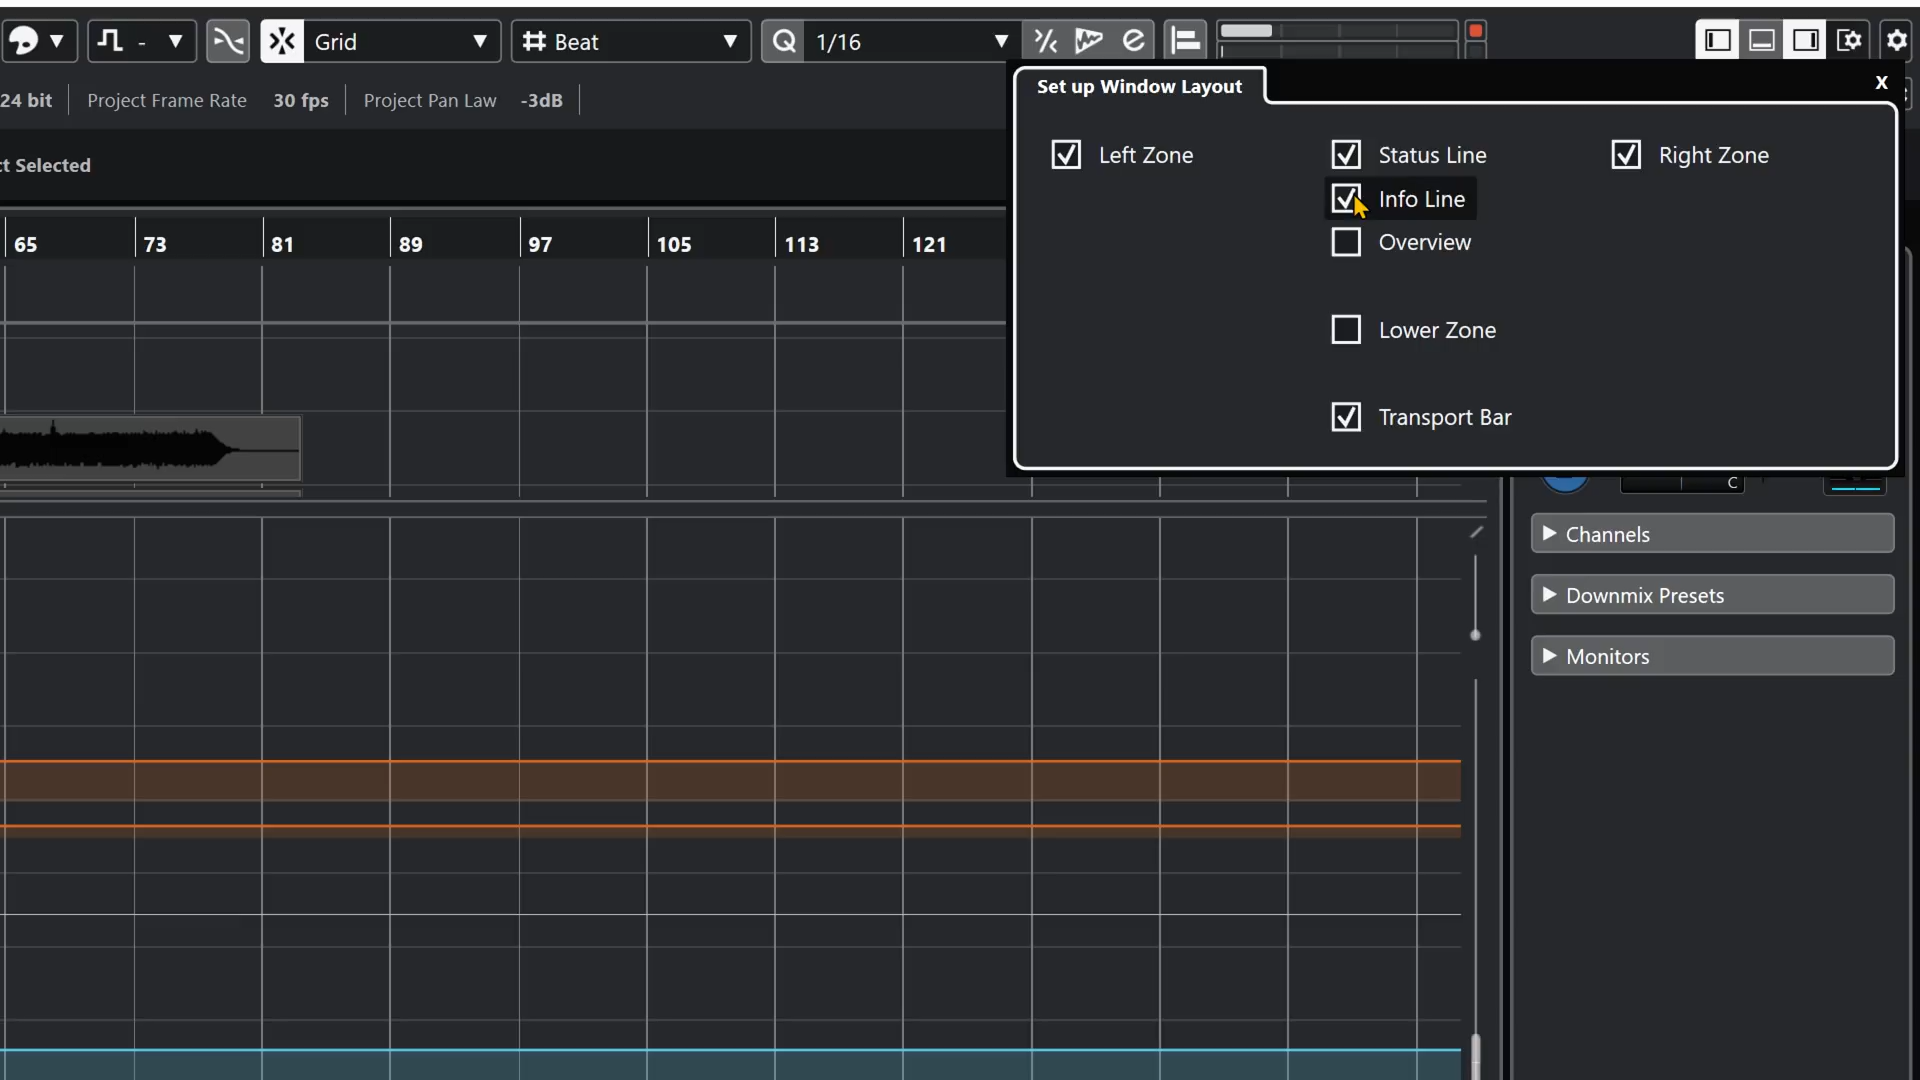 -
Grid
Beat
Q
1/16
24 bit
Project Frame Rate
30 fps
Project Pan Law
-3dB
Set up Window Layout
X
ct Selected
Left Zone
Status Line
Right Zone
Info Line
Overview
Lower Zone
Transport Bar
65
73
81
89
97
105
113
121
C
Channels
Downmix Presets
Monitors